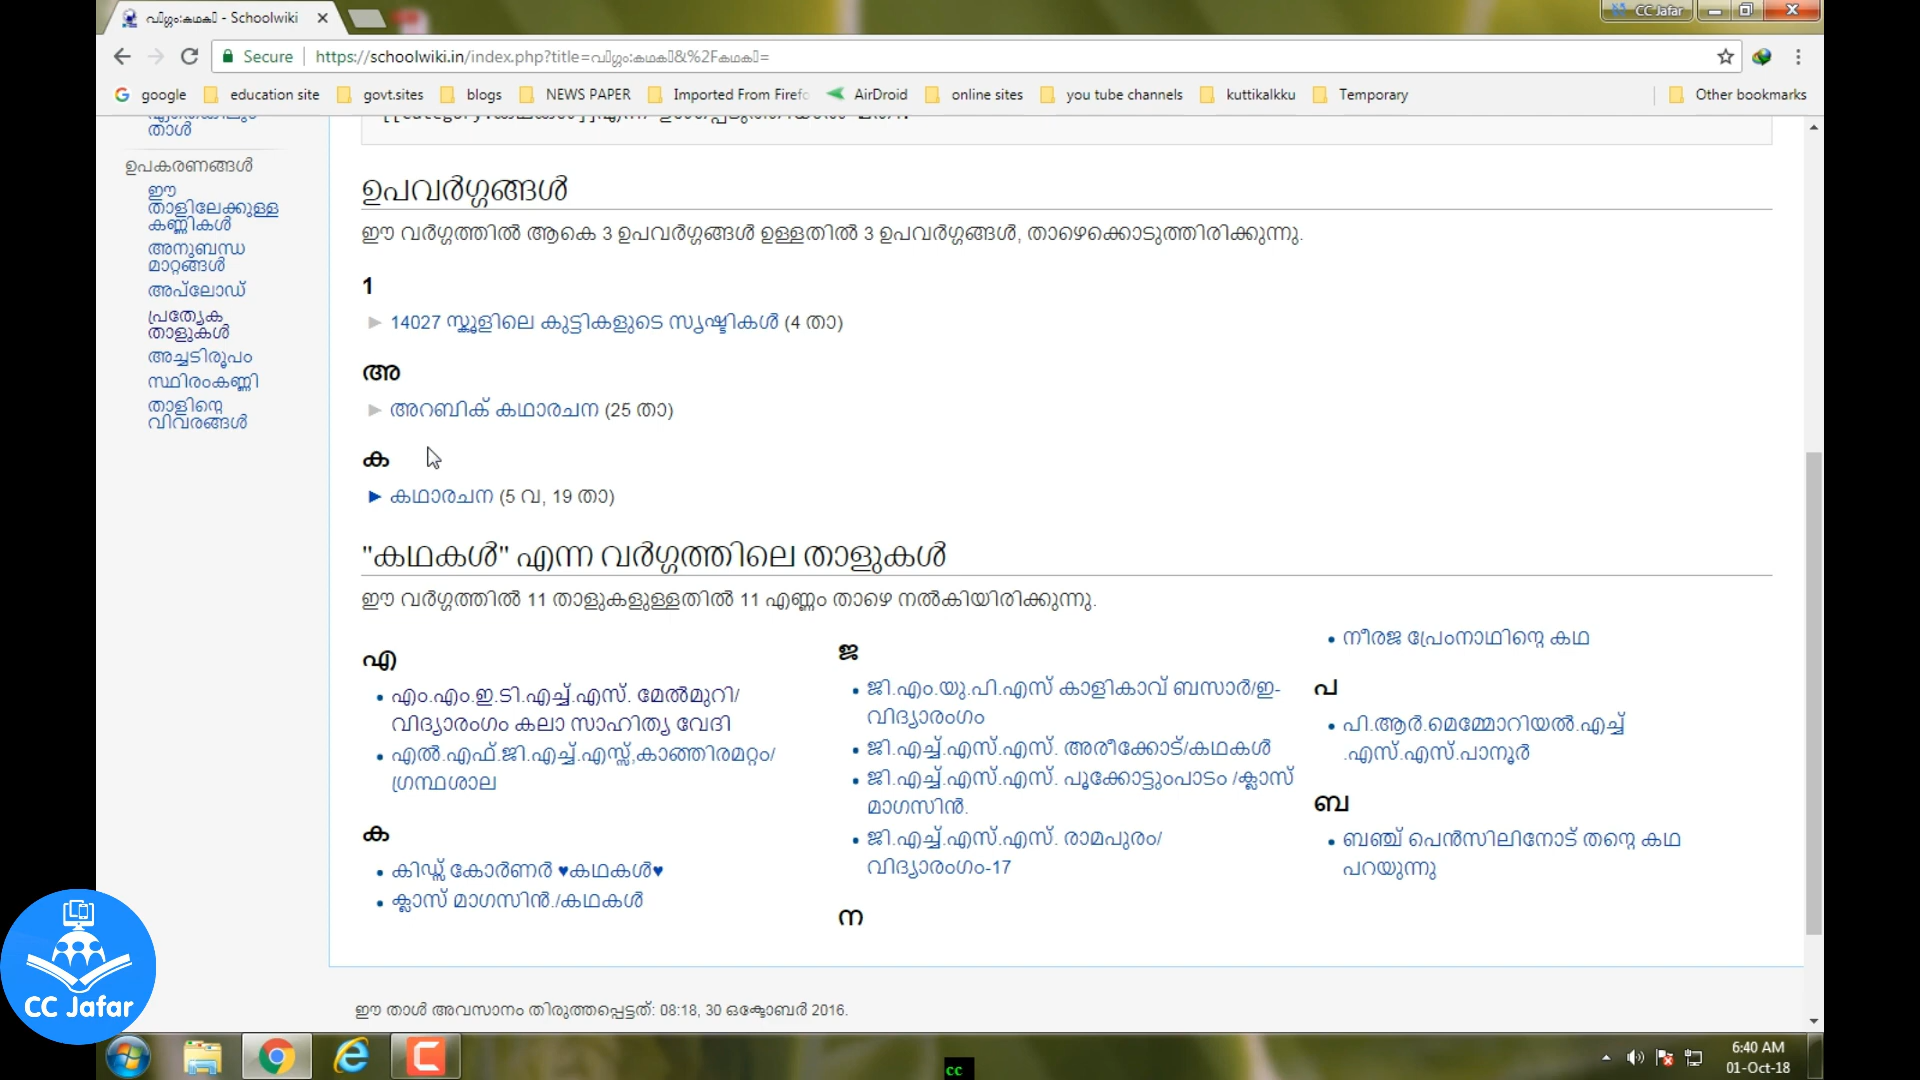 വർഗ്ഗം:കഥകൾ - Schoolwiki
CC Jafar
Secure
https://schoolwiki.in/index.php?title=വർഗ്ഗം:കഥകൾ&%2Fകഥകൾ=
google
education site
govt.sites
blogs
NEWS PAPER
Imported From Firefo
AirDroid
online sites
you tube channels
kuttikalkku
Temporary
Other bookmarks
താൾ
ഉപകരണങ്ങൾ
ഈ
താളിലേക്കുള്ള
കണ്ണികൾ
അനുബന്ധ
മാറ്റങ്ങൾ
അപ്‌ലോഡ്
പ്രത്യേക
താളുകൾ
അച്ചടിരൂപം
സ്ഥിരംകണ്ണി
താളിന്റെ
വിവരങ്ങൾ
ഉപവർഗ്ഗങ്ങൾ
ഈ വർഗ്ഗത്തിൽ ആകെ 3 ഉപവർഗ്ഗങ്ങൾ ഉള്ളതിൽ 3 ഉപവർഗ്ഗങ്ങൾ, താഴെക്കൊടുത്തിരിക്കുന്നു.
1
► 14027 സ്കൂളിലെ കുട്ടികളുടെ സൃഷ്ടികൾ (4 താ)
അ
► അറബിക് കഥാരചന (25 താ)
ക
► കഥാരചന (5 വ, 19 താ)
"കഥകൾ" എന്ന വർഗ്ഗത്തിലെ താളുകൾ
ഈ വർഗ്ഗത്തിൽ 11 താളുകളുള്ളതിൽ 11 എണ്ണം താഴെ നൽകിയിരിക്കുന്നു.
എ
• എം.എം.ഇ.ടി.എച്ച്.എസ്. മേൽമുറി/
വിദ്യാരംഗം കലാ സാഹിത്യ വേദി
• എൽ.എഫ്.ജി.എച്ച്.എസ്സ്,കാഞ്ഞിരമറ്റം/
ഗ്രന്ഥശാല
ക
• കിഡ്സ് കോർണർ ♥കഥകൾ♥
• ക്ലാസ് മാഗസിൻ./കഥകൾ
ജ
• ജി.എം.യു.പി.എസ് കാളികാവ് ബസാർ/ഇ-
വിദ്യാരംഗം
• ജി.എച്ച്.എസ്.എസ്. അരീക്കോട്/കഥകൾ
• ജി.എച്ച്.എസ്.എസ്. പൂക്കോട്ടുംപാടം /ക്ലാസ്
മാഗസിൻ.
• ജി.എച്ച്.എസ്.എസ്. രാമപുരം/
വിദ്യാരംഗം-17
ന
• നീരജ പ്രേംനാഥിന്റെ കഥ
പ
• പി.ആർ.മെമ്മോറിയൽ.എച്ച്
.എസ്.എസ്.പാനൂർ
ബ
• ബഞ്ച് പെൻസിലിനോട് തന്റെ കഥ
പറയുന്നു
ഈ താൾ അവസാനം തിരുത്തപ്പെട്ടത്: 08:18, 30 ഒക്ടോബർ 2016.
CC Jafar
cc
6:40 AM
01-Oct-18